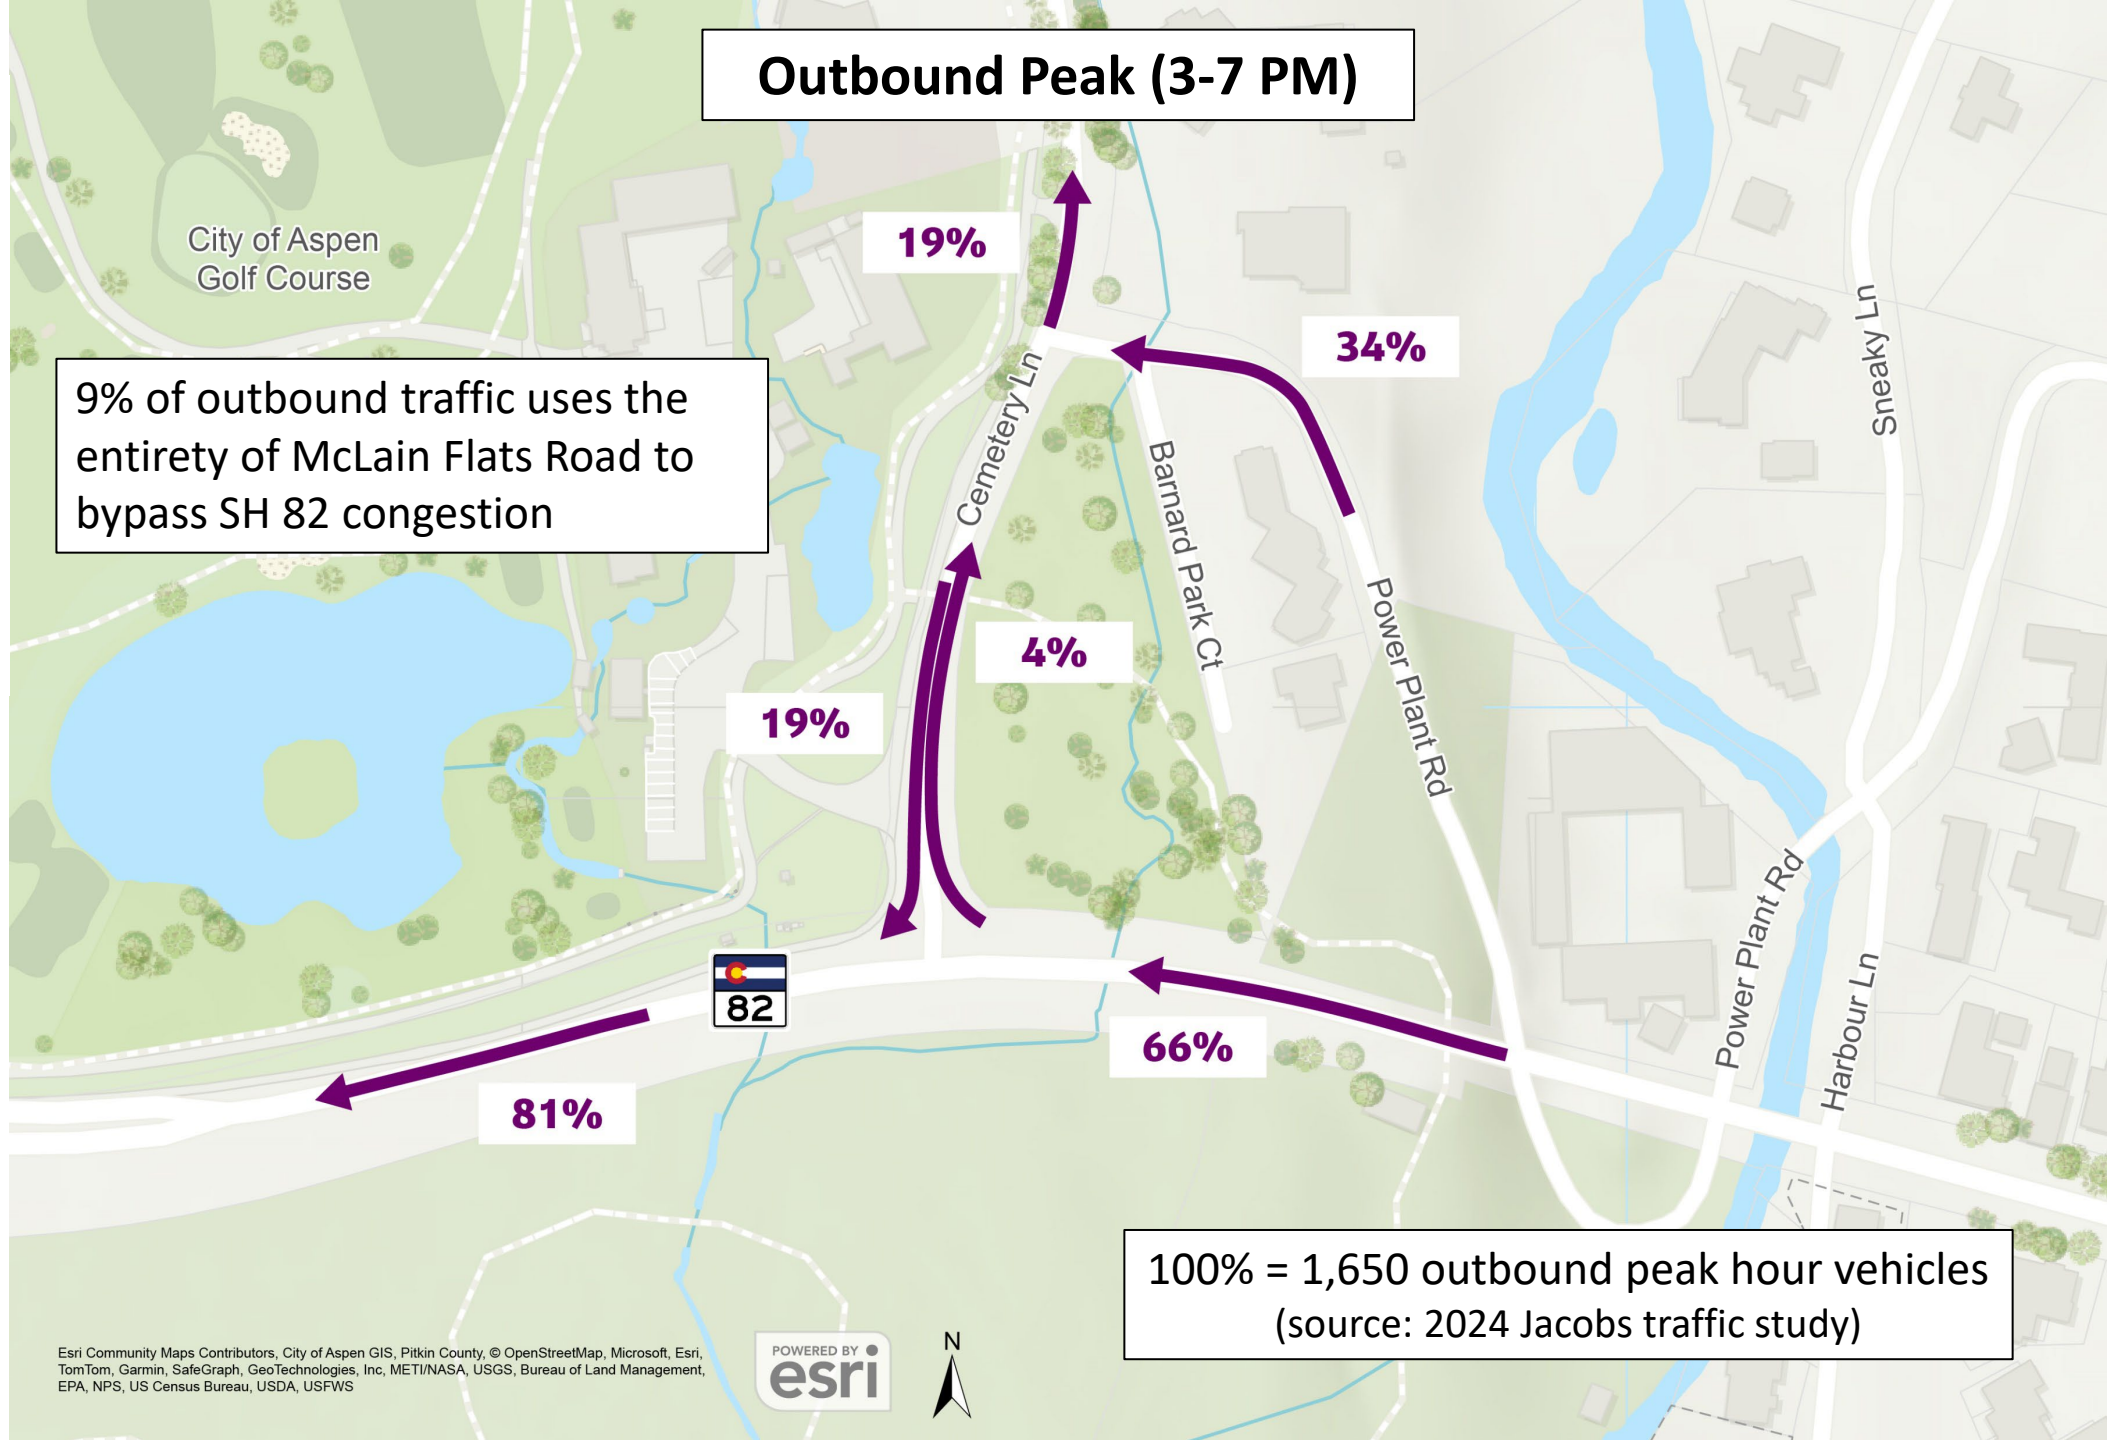 Outbound Peak (3-7 PM)
City of Aspen
Golf Course
19%
34%
Sneaky Ln
9% of outbound traffic uses the
entirety of McLain Flats Road to
bypass SH 82 congestion
Cemetery Ln
Barnard Park Ct
Power Plant Rd
4%
19%
Power Plant Rd
Harbour Ln
82
66%
81%
100% = 1,650 outbound peak hour vehicles
(source: 2024 Jacobs traffic study)
Esri Community Maps Contributors, City of Aspen GIS, Pitkin County, © OpenStreetMap, Microsoft, Esri,
TomTom, Garmin, SafeGraph, GeoTechnologies, Inc, METI/NASA, USGS, Bureau of Land Management,
EPA, NPS, US Census Bureau, USDA, USFWS
POWERED BY
esri
N